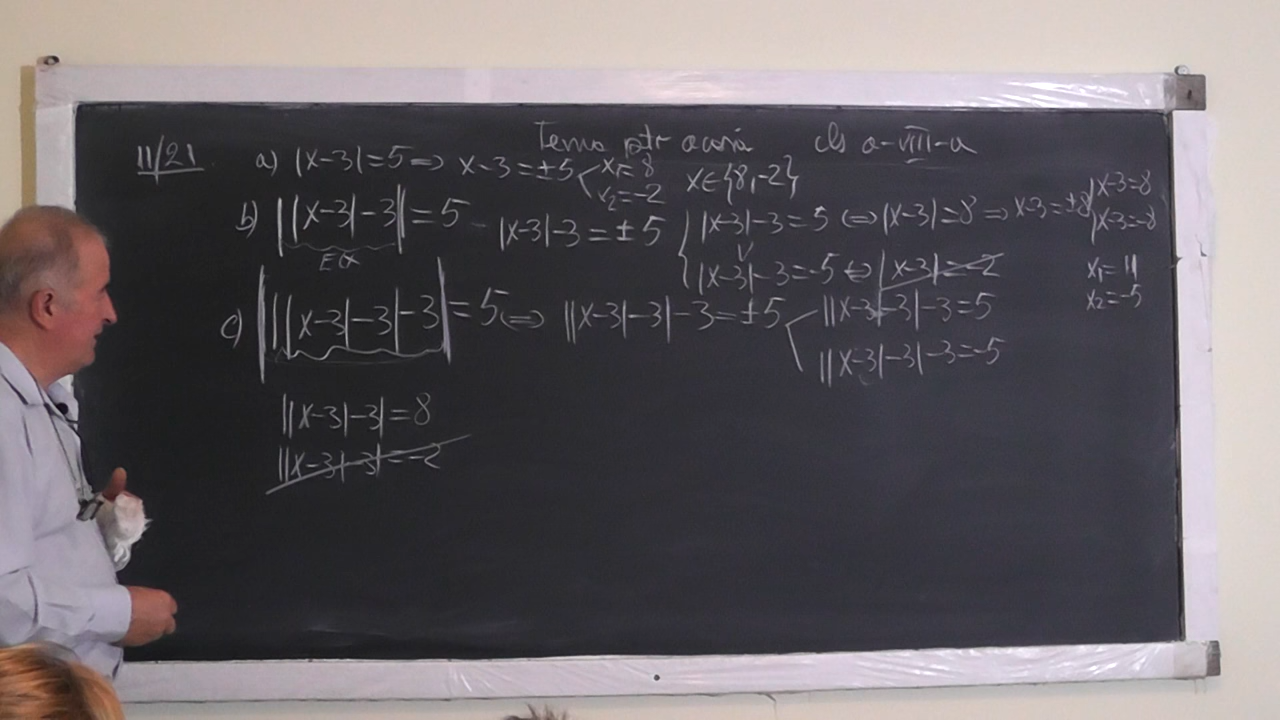 Tema ptr acasă cls a-VIII-a
11/21 a) |x-3|=5 ⇒ x-3=±5 x₁=8 x₂=-2 x∈{8,-2}
b) ||x-3|-3|=5 |x-3|-3=±5 |x-3|-3=5 ⇔ |x-3|=8 ⇒ x-3=±8 x-3=8 x-3=-8
V
|x-3|-3=-5 ⇔ |x-3|=-2 x₁=11 x₂=-5
c) |||x-3|-3|-3|=5 ⇔ ||x-3|-3|-3=±5 ||x-3|-3|-3=5
||x-3|-3|-3=-5
||x-3|-3|=8
||x-3|-3|=-2